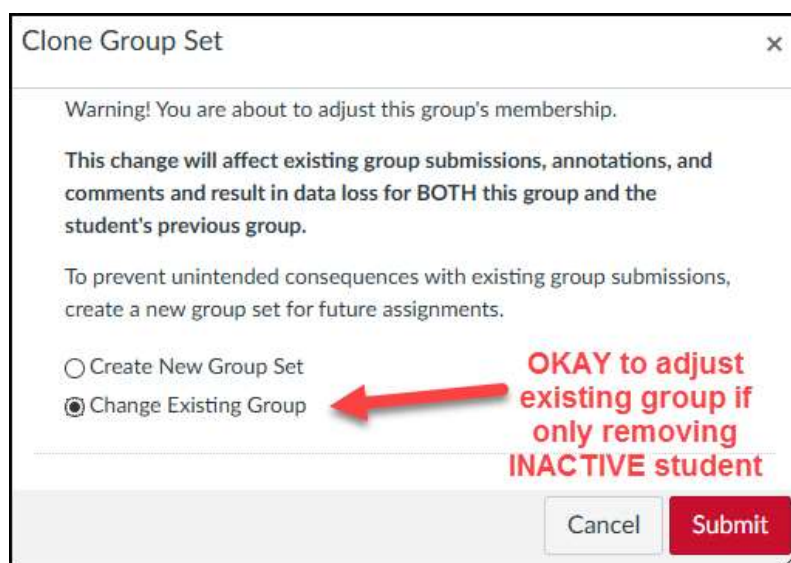 Clone Group Set
×
Warning! You are about to adjust this group's membership.
This change will affect existing group submissions, annotations, and
comments and result in data loss for BOTH this group and the
student's previous group.
To prevent unintended consequences with existing group submissions,
create a new group set for future assignments.
Create New Group Set
Change Existing Group
OKAY to adjust
existing group if
only removing
INACTIVE student
Cancel
Submit